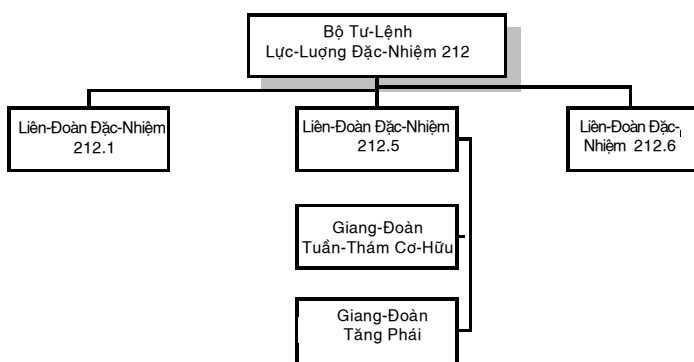 Bộ Tư-Lệnh
Lực-Luợng Đặc-Nhiệm 212
Liên-Đoàn Đặc-Nhiệm
212.1
Liên-Đoàn Đặc-Nhiệm
212.5
Liên-Đoàn Đặc-
Nhiệm 212.6
Giang-Đoàn
Tuần-Thám Cơ-Hữu
Giang-Đoàn
Tăng Phái